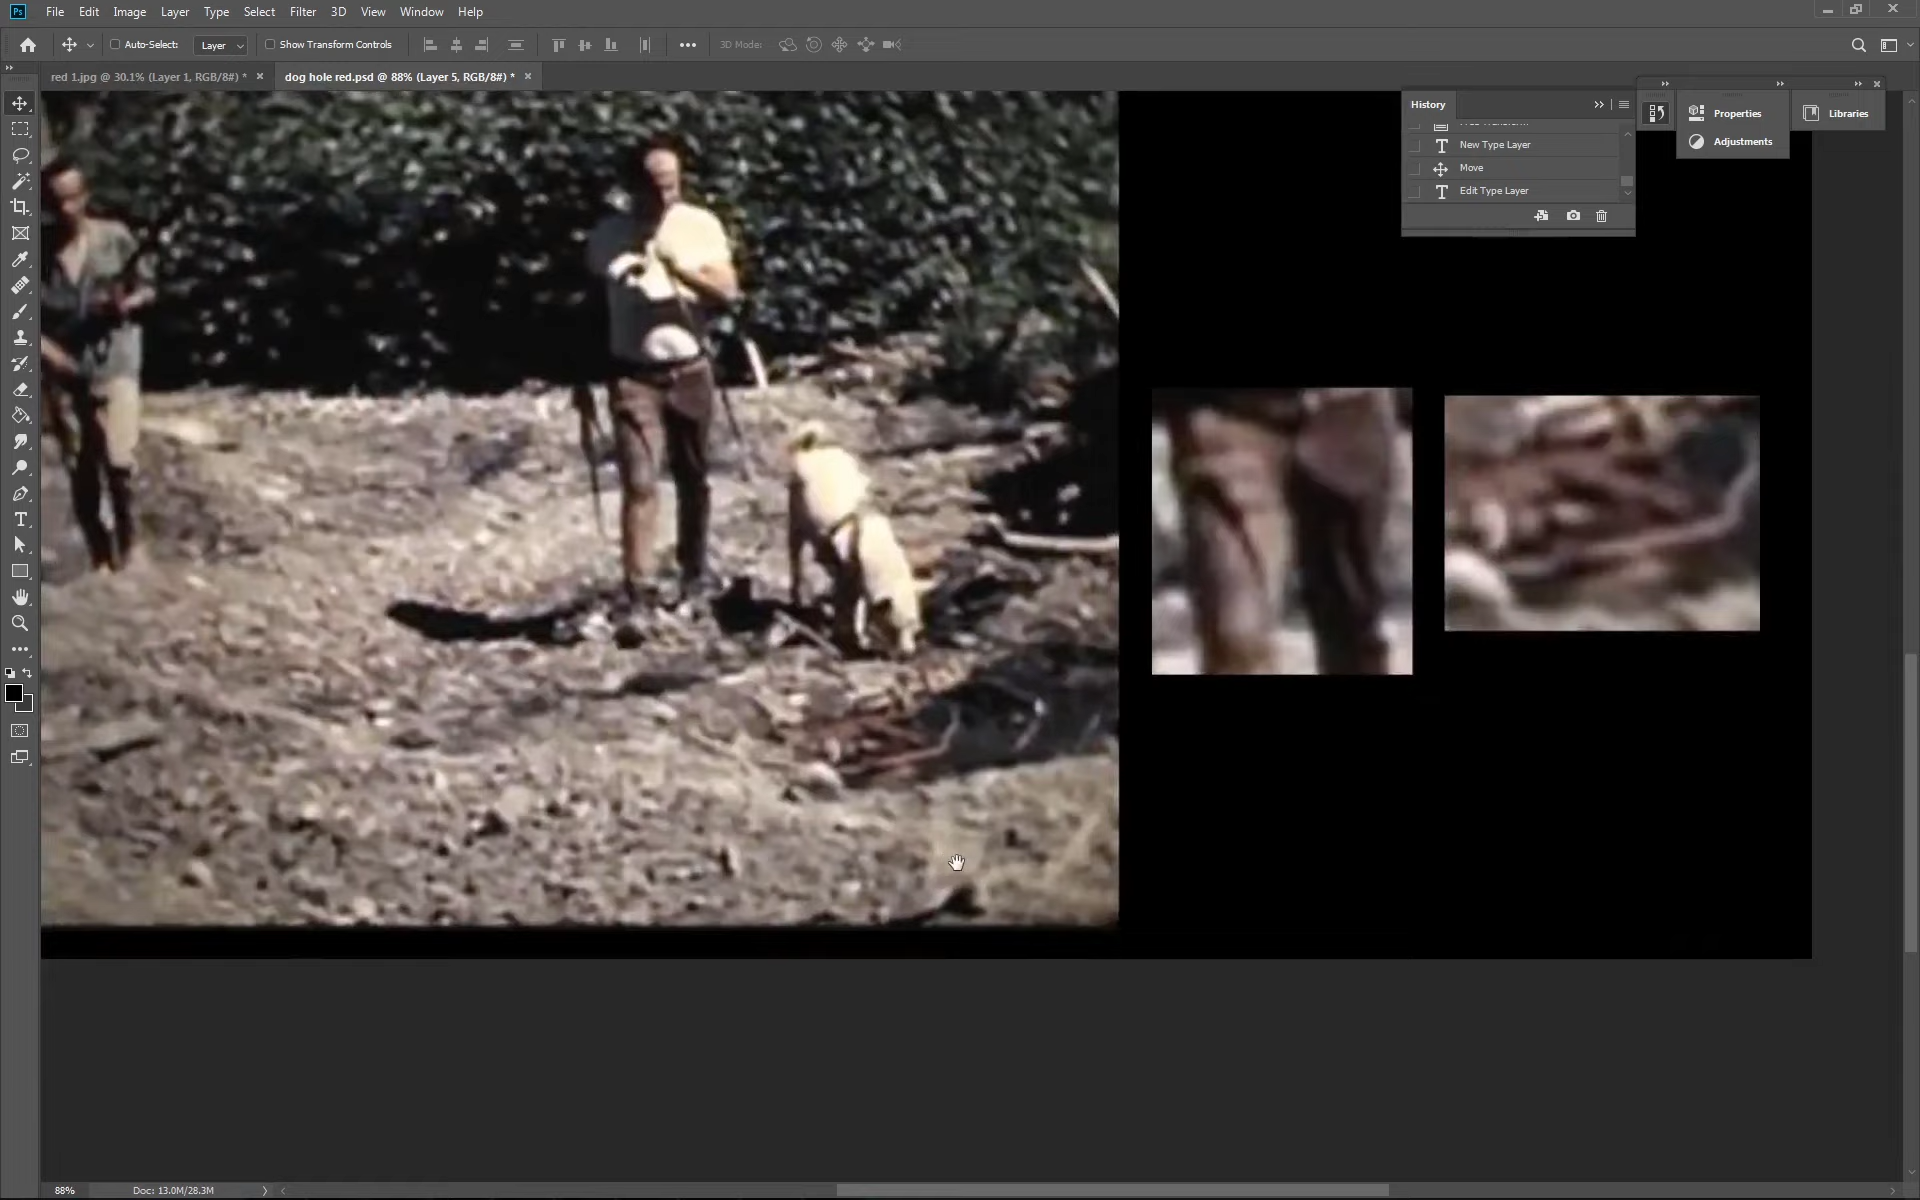 Ps File Edit Image Layer Type Select Filter 3D View Window Help
Auto-Select: Layer Show Transform Controls 3D Mode:
red 1.jpg @ 30.1% (Layer 1, RGB/8#) * × dog hole red.psd @ 88% (Layer 5, RGB/8#) * ×
History
New Type Layer
Move
Edit Type Layer
Properties
Adjustments
Libraries
88% Doc: 13.0M/28.3M